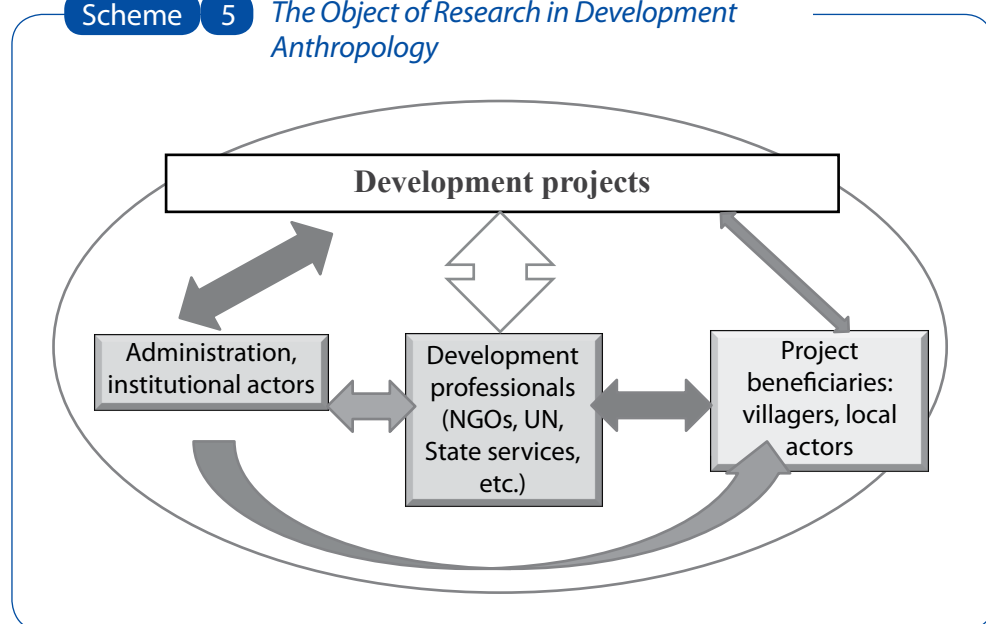 Scheme 5 The Object of Research in Development
Anthropology
Development projects
Administration,
institutional actors
Development
professionals
(NGOs, UN,
State services,
etc.)
Project
beneficiaries:
villagers, local
actors